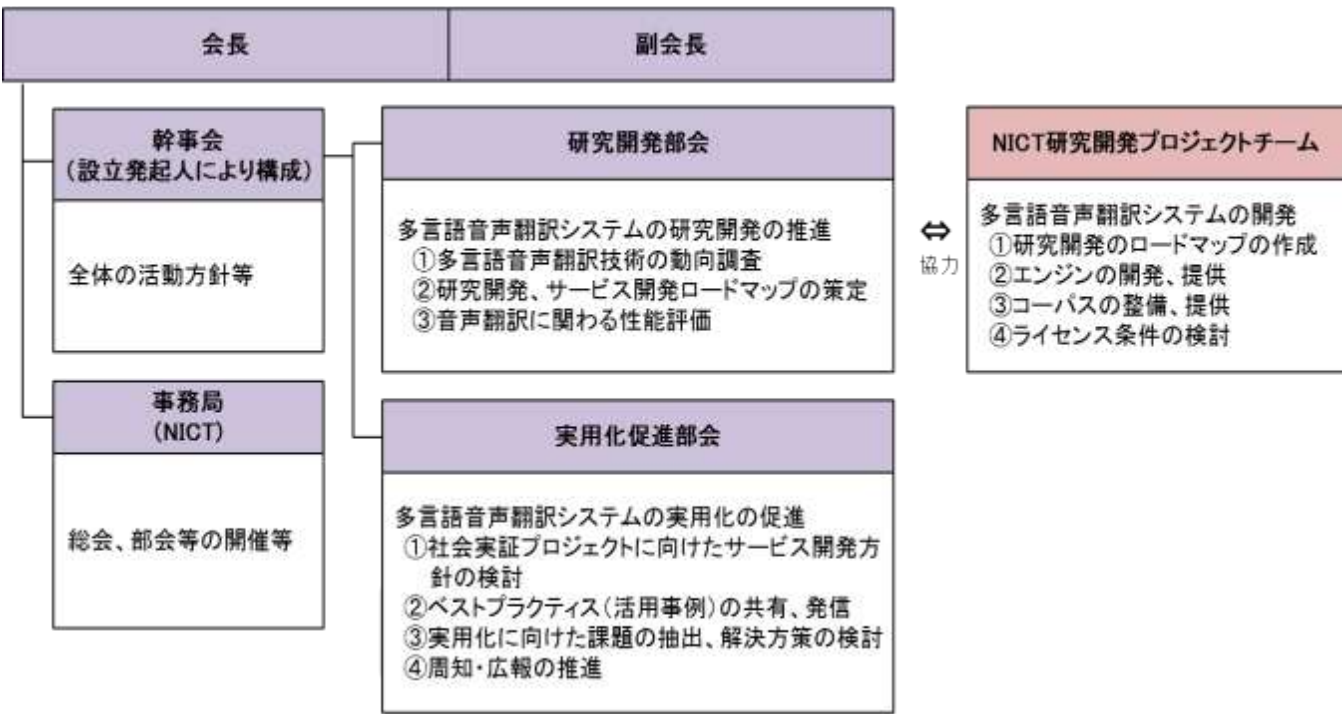 会長
副会長
幹事会
(設立発起人により構成)
全体の活動方針等
事務局
(NICT)
総会、部会等の開催等
研究開発部会
多言語音声翻訳システムの研究開発の推進
①多言語音声翻訳技術の動向調査
②研究開発、サービス開発ロードマップの策定
③音声翻訳に関わる性能評価
⇔
協力
NICT研究開発プロジェクトチーム
多言語音声翻訳システムの開発
①研究開発のロードマップの作成
②エンジンの開発、提供
③コーパスの整備、提供
④ライセンス条件の検討
実用化促進部会
多言語音声翻訳システムの実用化の促進
①社会実証プロジェクトに向けたサービス開発方
針の検討
②ベストプラクティス(活用事例)の共有、発信
③実用化に向けた課題の抽出、解決方策の検討
④周知・広報の推進